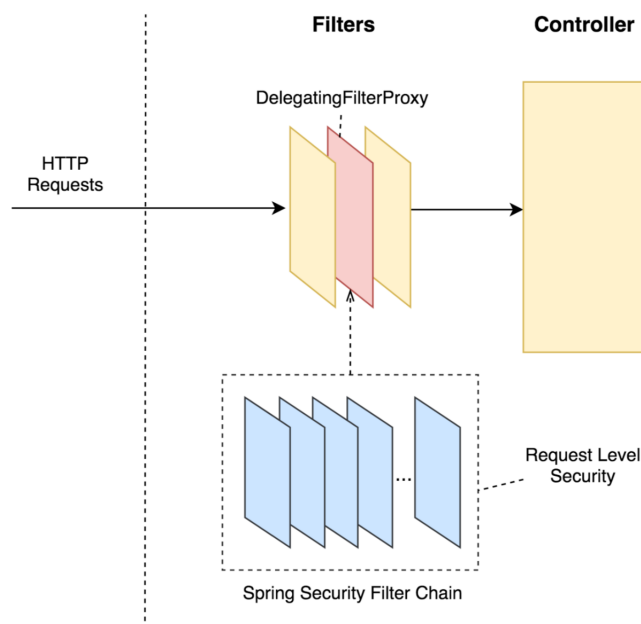 Filters
Controller
DelegatingFilterProxy
HTTP
Requests
...
Request Level
Security
Spring Security Filter Chain